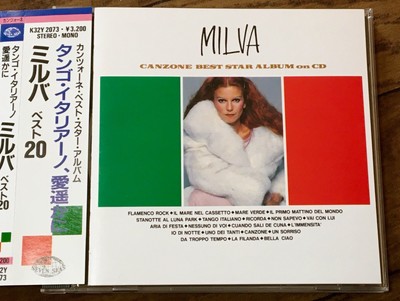 K32Y 2073・¥3,200
STEREO・MONO
カンツォーネ・ベスト・スター・アルバム
タンゴ・イタリアーノ、愛遥か
ミルバ ベスト20
タンゴ・イタリアーノ
愛遥かに
ミルバ
ベスト20
MILVA
CANZONE BEST STAR ALBUM on CD
FLAMENCO ROCK◆IL MARE NEL CASSETTO◆MARE VERDE◆IL PRIMO MATTINO DEL MONDO
STANOTTE AL LUNA PARK◆TANGO ITALIANO◆RICORDA◆NON SAPEVO◆VAI CON LUI
ARIA DI FESTA◆NESSUNO DI VOI◆CUANDO SALI DE CUNA◆L'IMMENSITA'
IO DI NOTTE◆UNO DEI TANTI◆CANZONE◆UN SORRISO
DA TROPPO TEMPO◆LA FILANDA◆BELLA CIAO